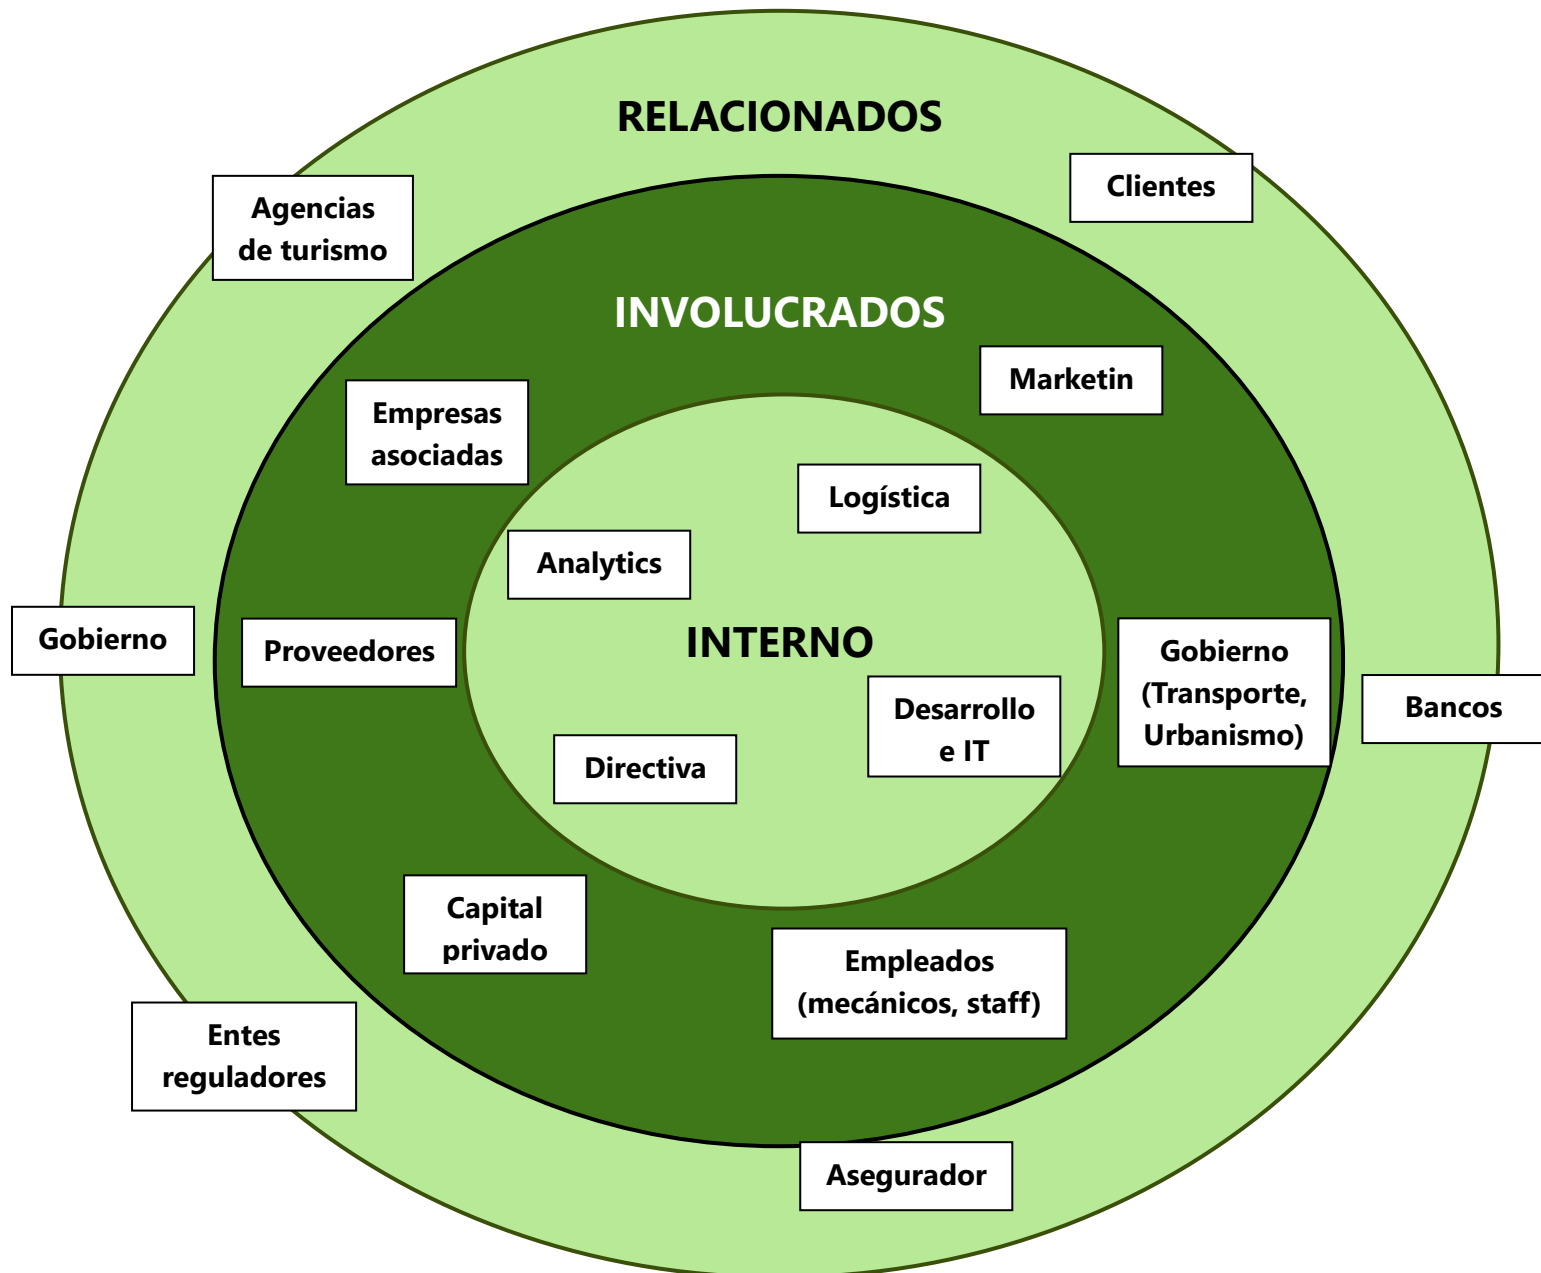 RELACIONADOS
Clientes
Agencias
de turismo
INVOLUCRADOS
Marketin
Empresas
asociadas
Logística
Analytics
INTERNO
Gobierno
Proveedores
Gobierno
(Transporte,
Urbanismo)
Desarrollo
e IT
Bancos
Directiva
Capital
privado
Empleados
(mecánicos, staff)
Entes
reguladores
Asegurador